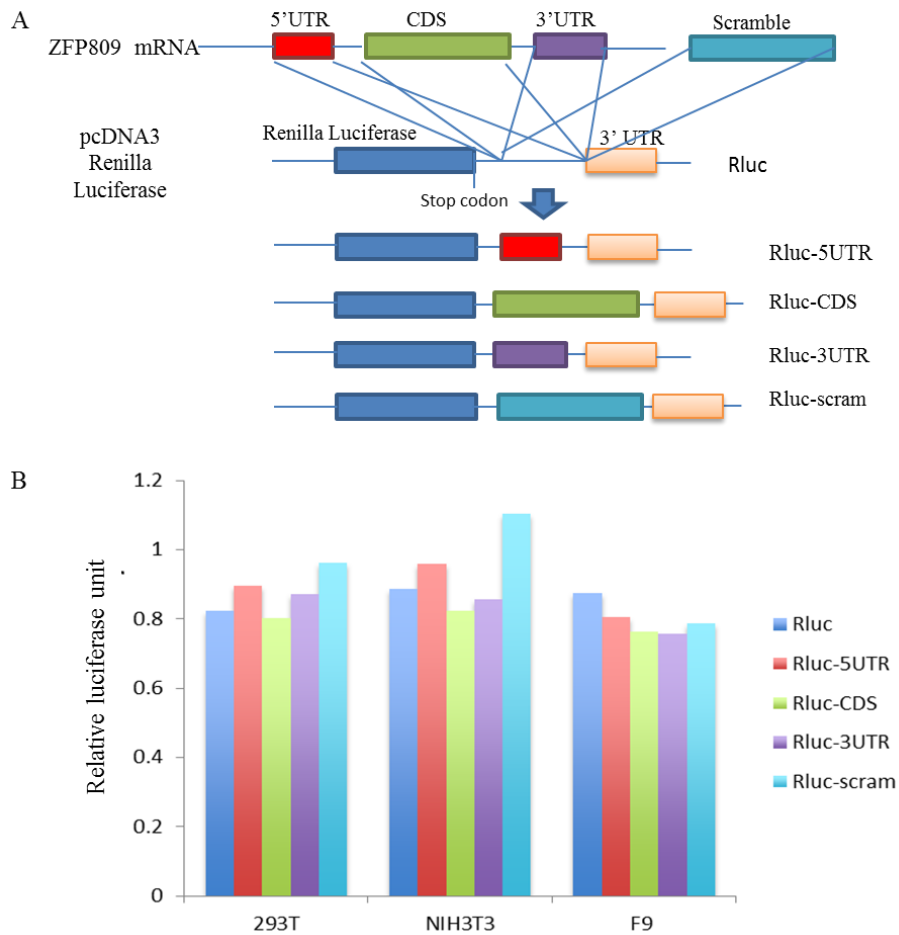 A
5'UTR
CDS
3'UTR
Scramble
ZFP809 mRNA
pcDNA3
Renilla
Luciferase
Renilla Luciferase
3' UTR
Rluc
Stop codon
Rluc-5UTR
Rluc-CDS
Rluc-3UTR
Rluc-scram
B
Relative luciferase unit
1.2
1
0.8
0.6
0.4
0.2
0
293T
NIH3T3
F9
Rluc
Rluc-5UTR
Rluc-CDS
Rluc-3UTR
Rluc-scram